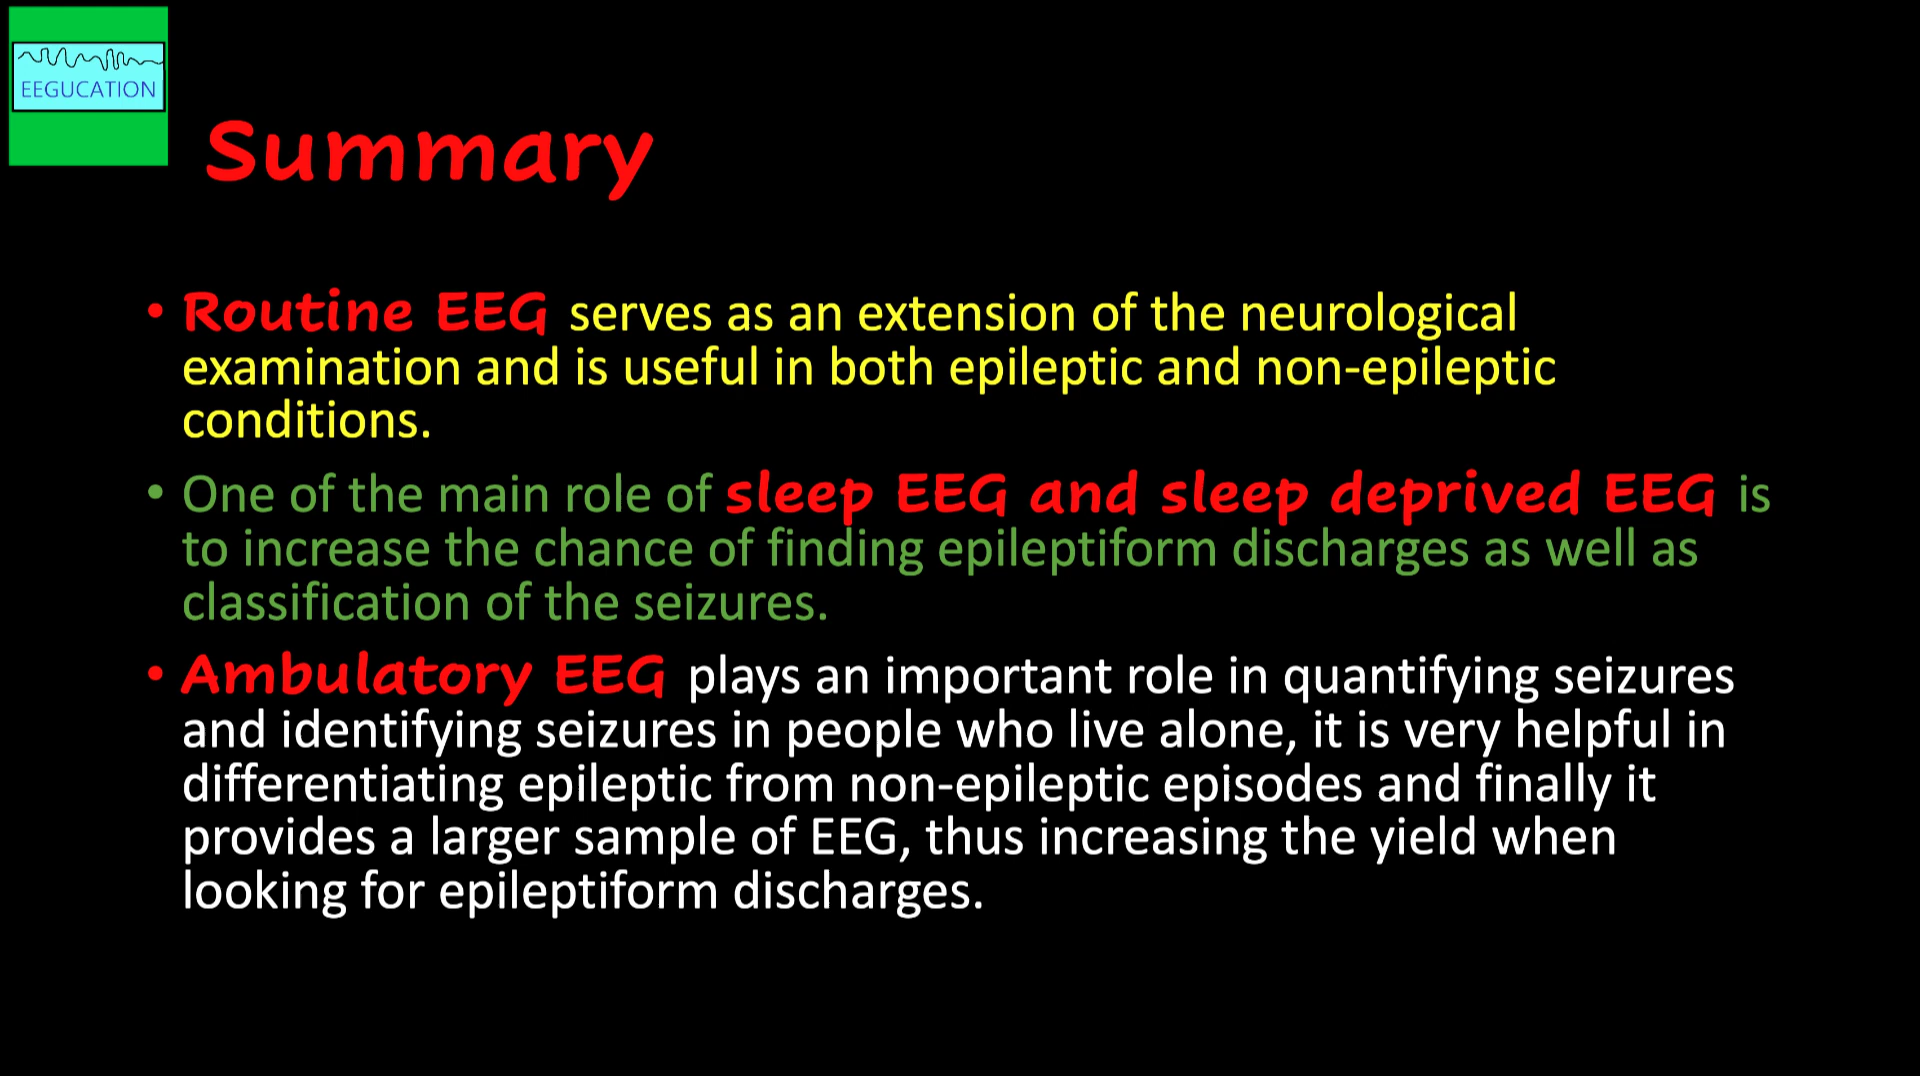 EEGUCATION
Summary
• Routine EEG serves as an extension of the neurological
examination and is useful in both epileptic and non-epileptic
conditions.
• One of the main role of sleep EEG and sleep deprived EEG is
to increase the chance of finding epileptiform discharges as well as
classification of the seizures.
• Ambulatory EEG plays an important role in quantifying seizures
and identifying seizures in people who live alone, it is very helpful in
differentiating epileptic from non-epileptic episodes and finally it
provides a larger sample of EEG, thus increasing the yield when
looking for epileptiform discharges.